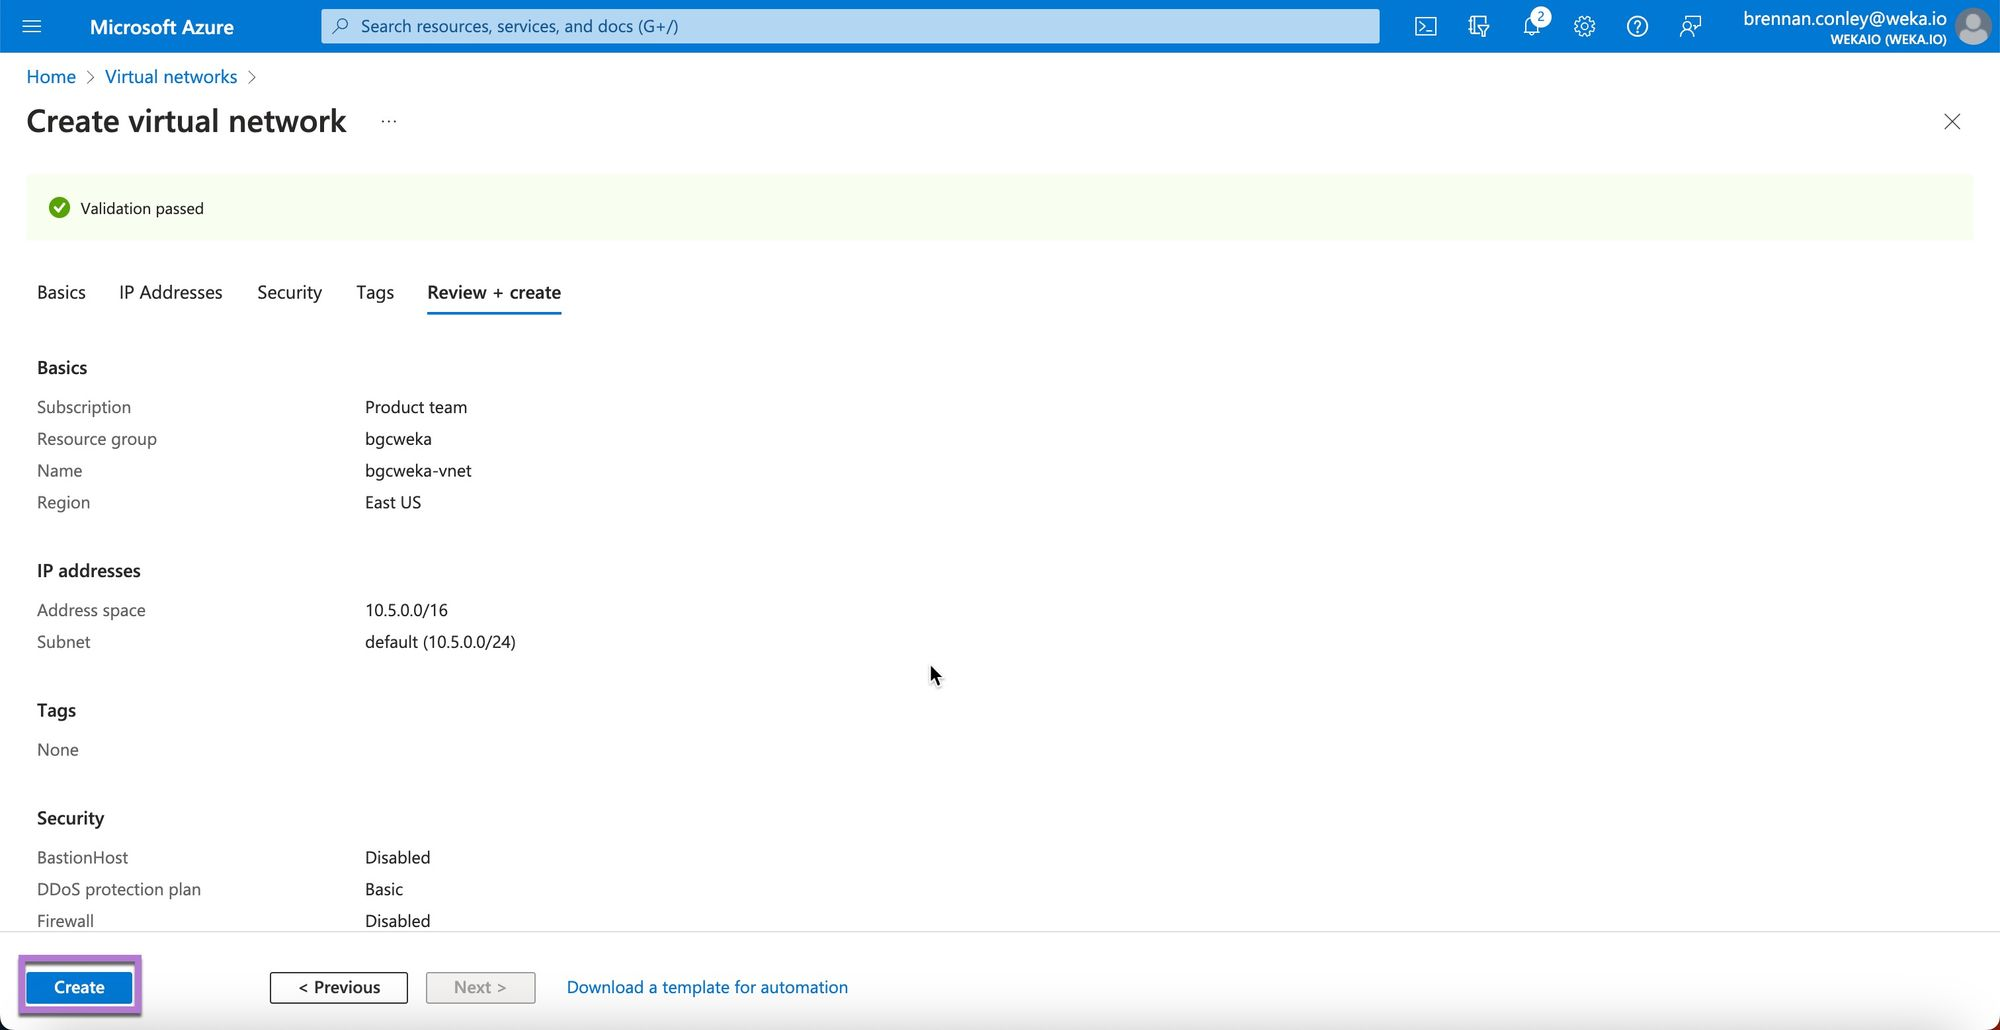 Microsoft Azure
Search resources, services, and docs (G+/)
2
brennan.conley@weka.io
WEKAIO (WEKA.IO)
Home > Virtual networks >
Create virtual network ...
Validation passed
Basics IP Addresses Security Tags Review + create
Basics
Subscription Product team
Resource group bgcweka
Name bgcweka-vnet
Region East US
IP addresses
Address space 10.5.0.0/16
Subnet default (10.5.0.0/24)
Tags
None
Security
BastionHost Disabled
DDoS protection plan Basic
Firewall Disabled
Create < Previous Next > Download a template for automation